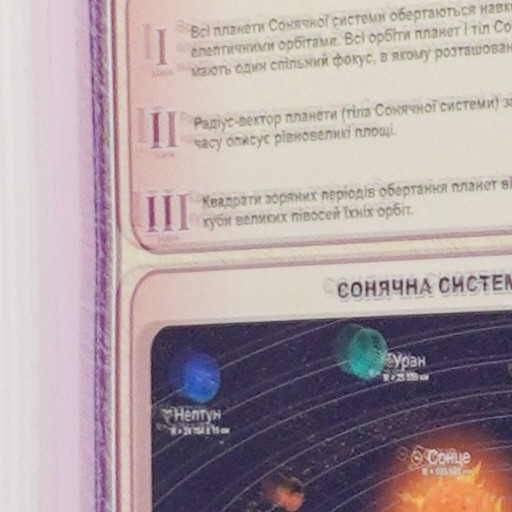 I
Всі планети Сонячної системи обертаються навк
еліптичними орбітами. Всі орбіти планет і тіл Со
мають один спільний фокус, в якому розташован
II
Радіус-вектор планети (тіла Сонячної системи) за
часу описує рівновеликі площі.
III
Квадрати зоряних періодів обертання планет ві
куби великих півосей їхніх орбіт.
СОНЯЧНА СИСТЕМ
Уран
Нептун
Сонце